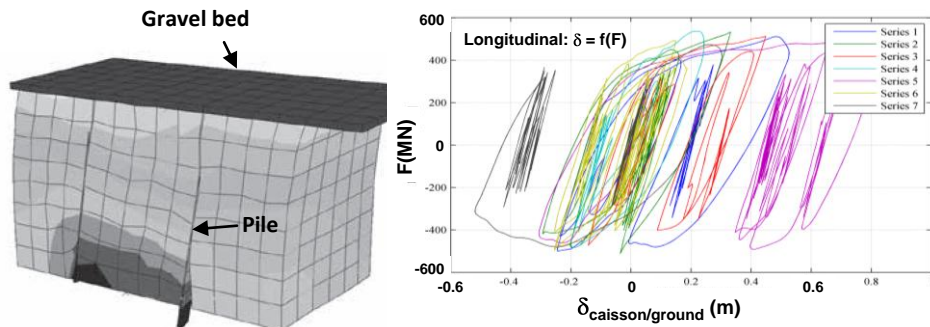 Gravel bed
Pile
Longitudinal: δ = f(F)
Series 1
Series 2
Series 3
Series 4
Series 5
Series 6
Series 7
F(MN)
600
400
200
0
-200
-400
-600
-0.6
-0.4
-0.2
0
0.2
0.4
0.6
0.8
δcaisson/ground (m)